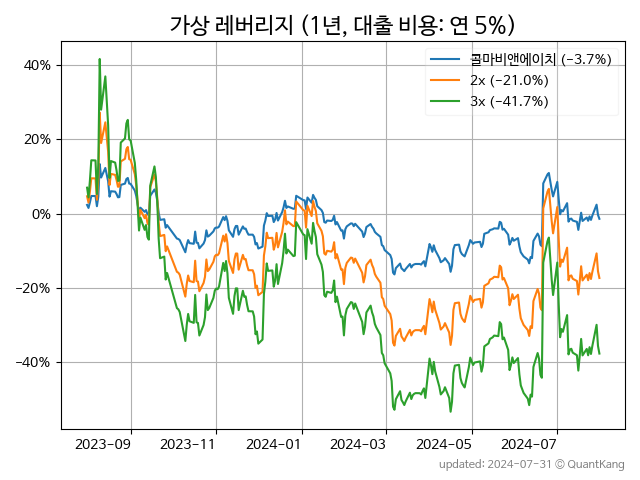 가상 레버리지 (1년, 대출 비용: 연 5%)
콜마비앤에이치 (−3.7%)
2x (−21.0%)
3x (−41.7%)
40%
20%
0%
−20%
−40%
2023-09
2023-11
2024-01
2024-03
2024-05
2024-07
updated: 2024-07-31 © QuantKang